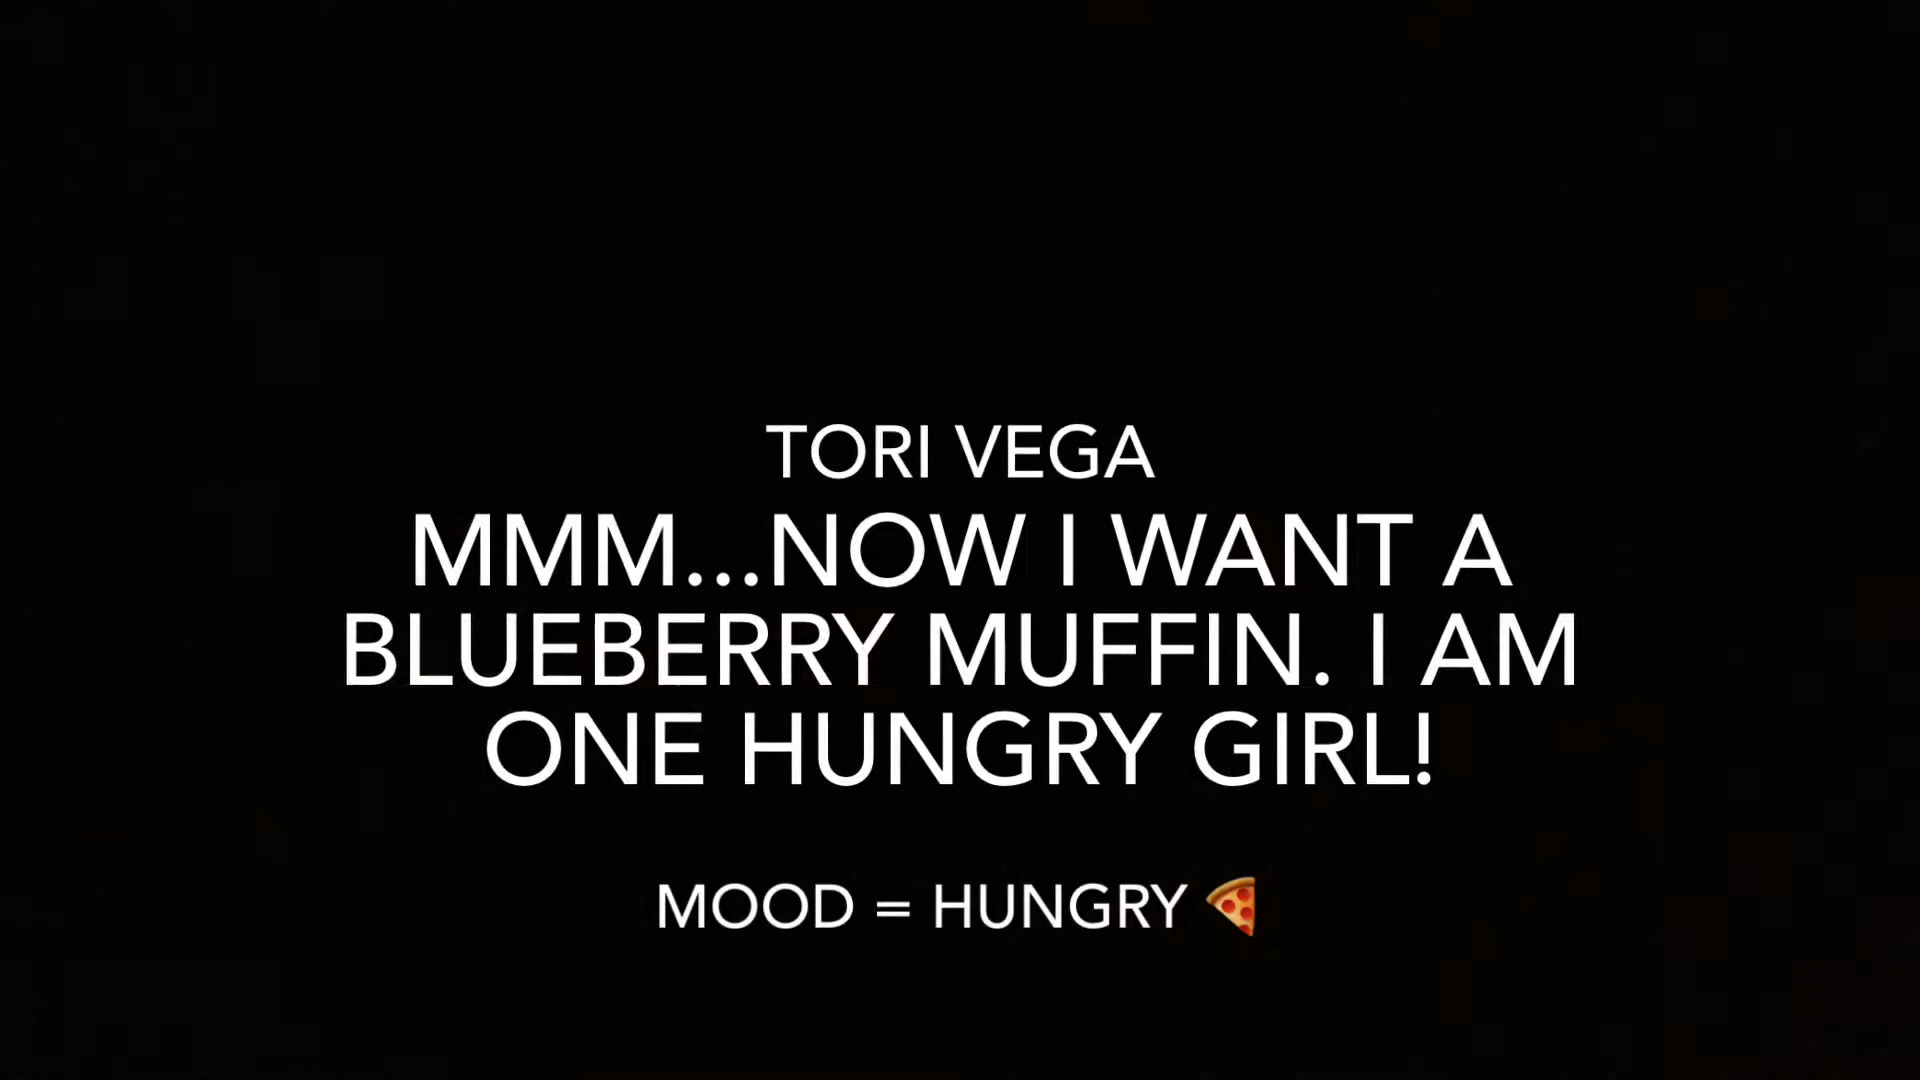 TORI VEGA
MMM...NOW I WANT A
BLUEBERRY MUFFIN. I AM
ONE HUNGRY GIRL!
MOOD = HUNGRY 🍕